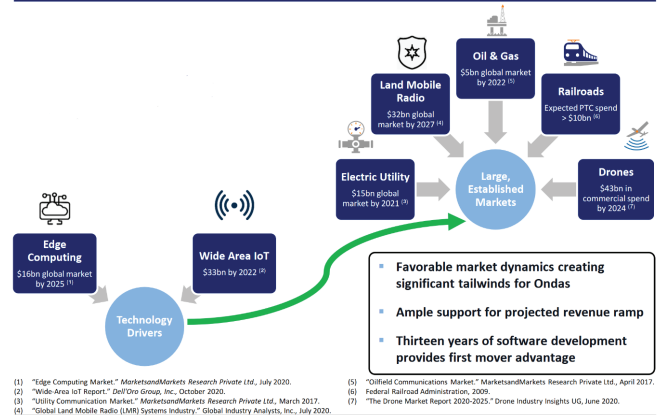 Oil & Gas
$5bn global market
by 2022 (5)
Land Mobile
Radio
$32bn global
market by 2027 (4)
Railroads
Expected PTC spend
> $10bn (6)
Electric Utility
$15bn global
market by 2021 (3)
Large,
Established
Markets
Drones
$43bn in
commercial spend
by 2024 (7)
Edge
Computing
$16bn global market
by 2025 (1)
Wide Area IoT
$33bn by 2022 (2)
Technology
Drivers
▪ Favorable market dynamics creating
significant tailwinds for Ondas
▪ Ample support for projected revenue ramp
▪ Thirteen years of software development
provides first mover advantage
(1) "Edge Computing Market." MarketsandMarkets Research Private Ltd., July 2020.
(2) "Wide-Area IoT Report." Dell'Oro Group, Inc., October 2020.
(3) "Utility Communication Market." MarketsandMarkets Research Private Ltd., March 2017.
(4) "Global Land Mobile Radio (LMR) Systems Industry." Global Industry Analysts, Inc., July 2020.
(5) "Oilfield Communications Market." MarketsandMarkets Research Private Ltd., April 2017.
(6) Federal Railroad Administration, 2009.
(7) "The Drone Market Report 2020-2025." Drone Industry Insights UG, June 2020.